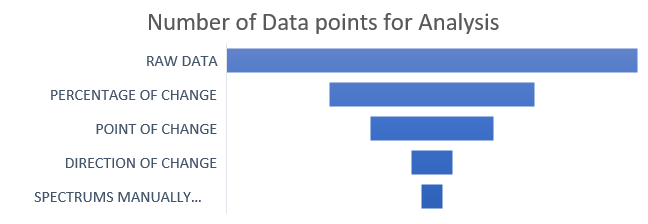 Number of Data points for Analysis
RAW DATA
PERCENTAGE OF CHANGE
POINT OF CHANGE
DIRECTION OF CHANGE
SPECTRUMS MANUALLY...